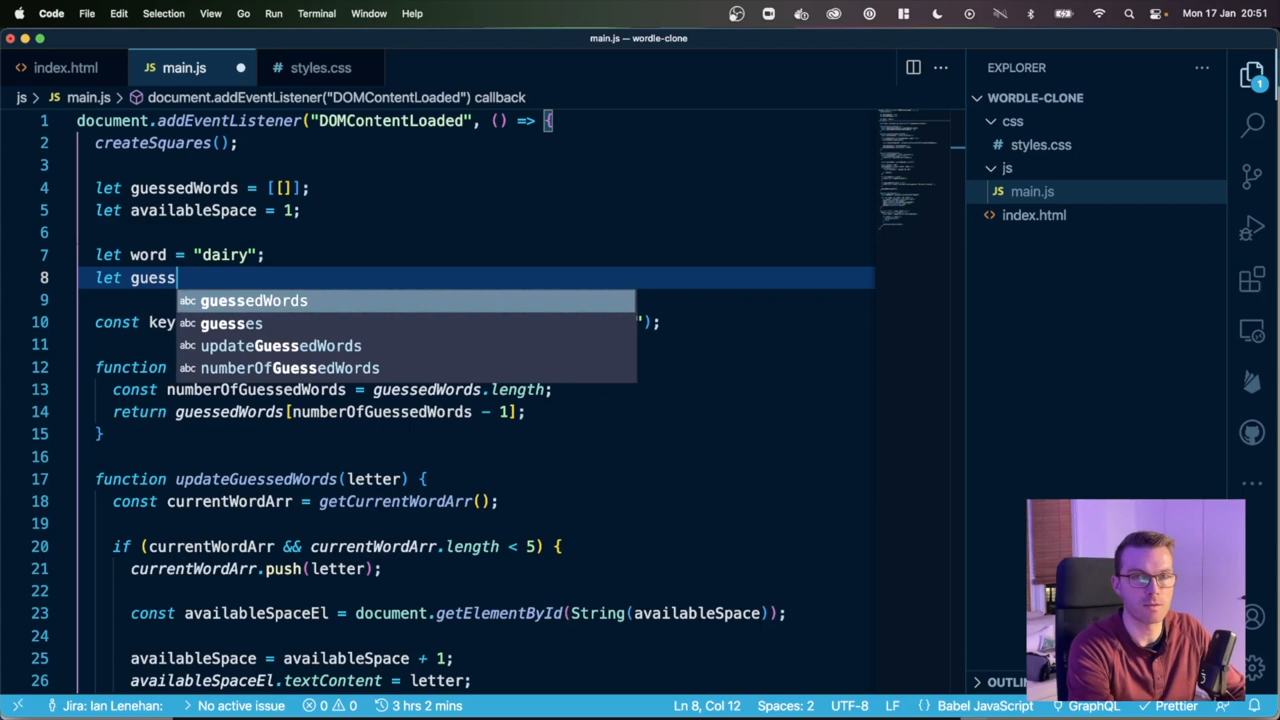 Code File Edit Selection View Go Run Terminal Window Help Mon 17 Jan 20:51
main.js — wordle-clone
index.html main.js styles.css
js > main.js > document.addEventListener("DOMContentLoaded") callback
1 document.addEventListener("DOMContentLoaded", () => {
2 createSquares();
3
4 let guessedWords = [[]];
5 let availableSpace = 1;
6
7 let word = "dairy";
8 let guess
abc guessedWords
9
abc guesses
10 const key ");
abc updateGuessedWords
11
abc numberOfGuessedWords
12 function
13 const numberOfGuessedWords = guessedWords.length;
14 return guessedWords[numberOfGuessedWords - 1];
15 }
16
17 function updateGuessedWords(letter) {
18 const currentWordArr = getCurrentWordArr();
19
20 if (currentWordArr && currentWordArr.length < 5) {
21 currentWordArr.push(letter);
22
23 const availableSpaceEl = document.getElementById(String(availableSpace));
24
25 availableSpace = availableSpace + 1;
26 availableSpaceEl.textContent = letter;
EXPLORER
WORDLE-CLONE
css
styles.css
js
JS main.js
index.html
1
OUTLIN
Jira: Ian Lenehan: No active issue 0 0 3 hrs 2 mins Ln 8, Col 12 Spaces: 2 UTF-8 LF { } Babel JavaScript GitHub Prettier